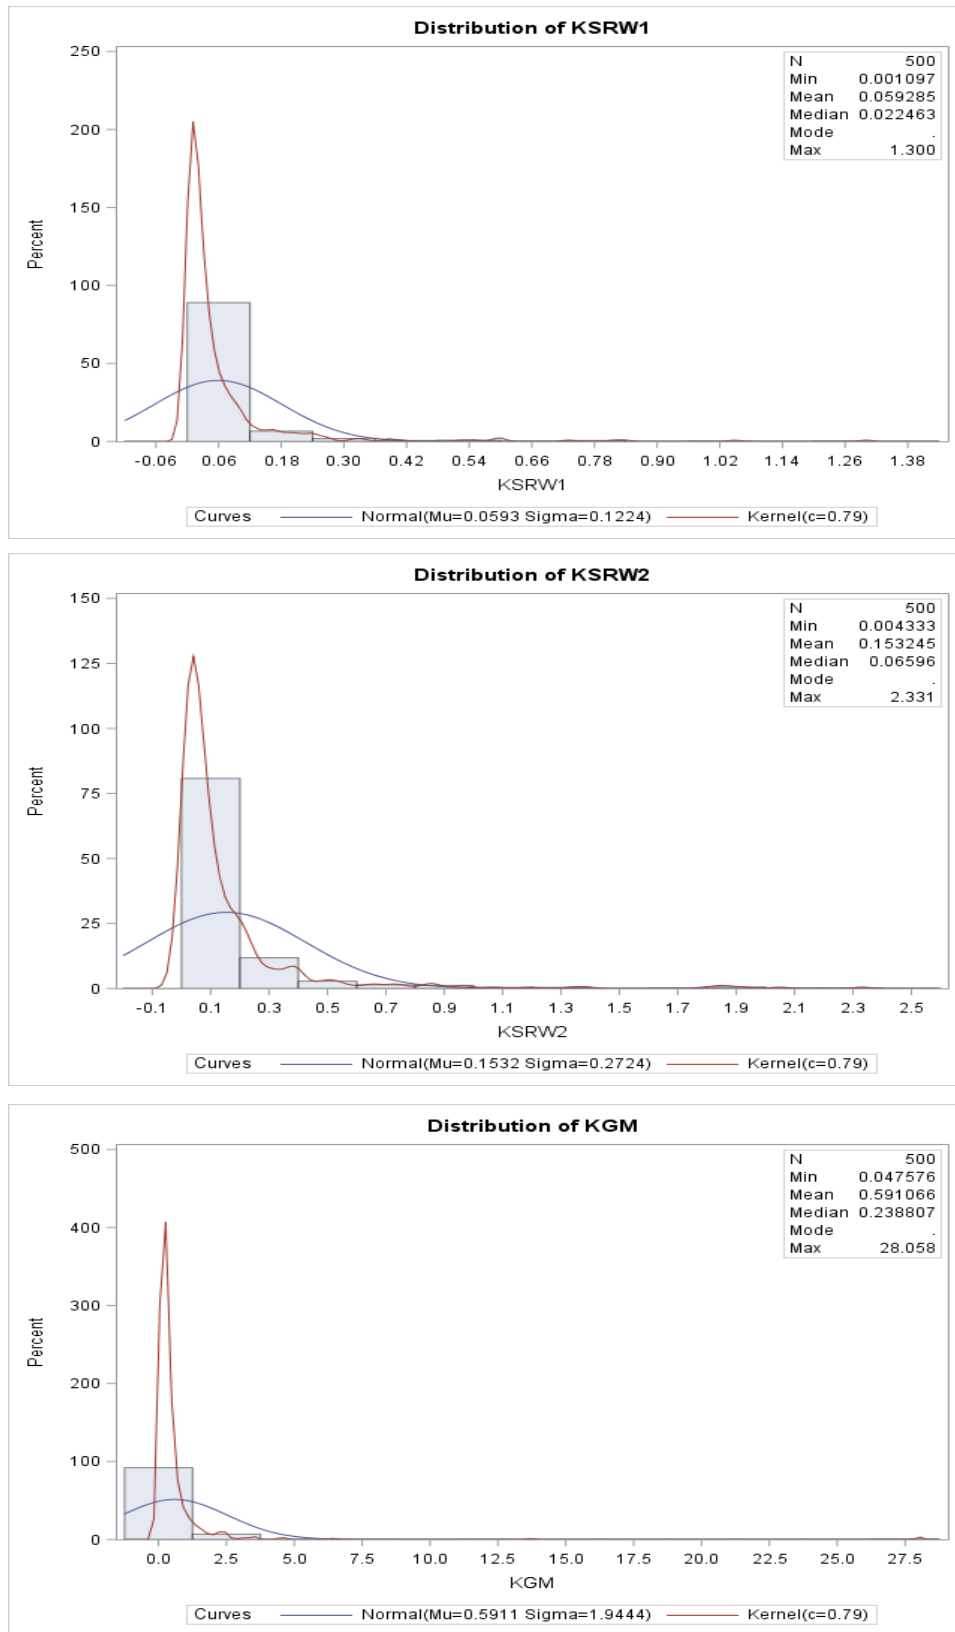 Distribution of KSRW1
250
200
150
100
50
0
Percent
N 500
Min 0.001097
Mean 0.059285
Median 0.022463
Mode .
Max 1.300
-0.06 0.06 0.18 0.30 0.42 0.54 0.66 0.78 0.90 1.02 1.14 1.26 1.38
KSRW1
Curves Normal(Mu=0.0593 Sigma=0.1224) Kernel(c=0.79)
Distribution of KSRW2
150
125
100
75
50
25
0
Percent
N 500
Min 0.004333
Mean 0.153245
Median 0.06596
Mode .
Max 2.331
-0.1 0.1 0.3 0.5 0.7 0.9 1.1 1.3 1.5 1.7 1.9 2.1 2.3 2.5
KSRW2
Curves Normal(Mu=0.1532 Sigma=0.2724) Kernel(c=0.79)
Distribution of KGM
500
400
300
200
100
0
Percent
N 500
Min 0.047576
Mean 0.591066
Median 0.238807
Mode .
Max 28.058
0.0 2.5 5.0 7.5 10.0 12.5 15.0 17.5 20.0 22.5 25.0 27.5
KGM
Curves Normal(Mu=0.5911 Sigma=1.9444) Kernel(c=0.79)